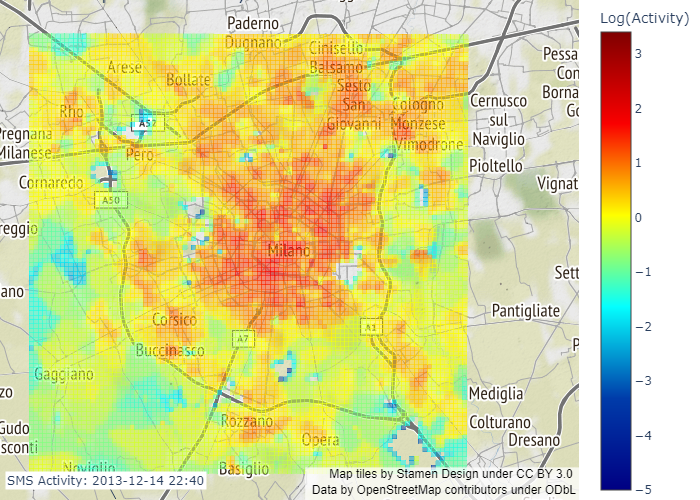 Paderno
Dugnano
Cinisello
Balsamo
Arese
Bollate
Sesto
San
Giovanni
Cologno
Monzese
Vimodrone
Rho
A52
Pero
Pregnana
Milanese
Cornaredo
A50
reggio
Milano
ano
Corsico
Buccinasco
A7
A1
Gaggiano
zo
Gudo
sconti
Rozzano
Opera
Noviglio
Basiglio
Pessa
Con
Borna
Go
Cernusco
sul
Naviglio
Pioltello
Vignat
Sett
Pantigliate
P
Mediglia
Colturano
Dresano
SMS Activity: 2013-12-14 22:40
Map tiles by Stamen Design under CC BY 3.0
Data by OpenStreetMap contributors under ODbL
Log(Activity)
3
2
1
0
−1
−2
−3
−4
−5